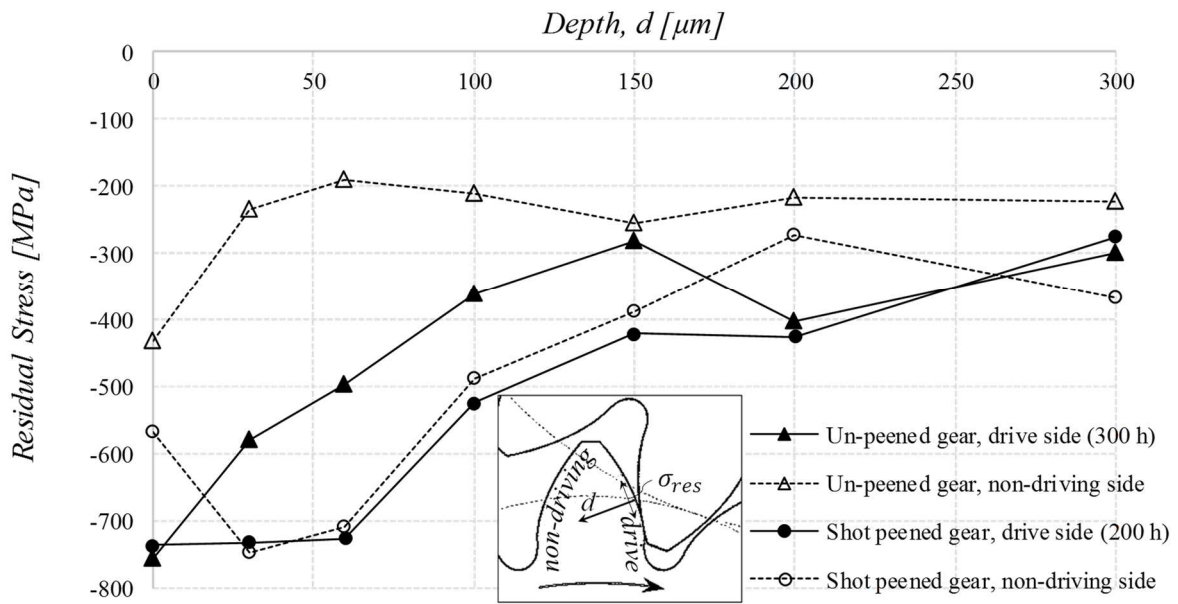 Depth, d [μm]
0
0 50 100 150 200 250 300
-100
-200
-300
-400
-500
-600
-700
-800
Residual Stress [MPa]
Un-peened gear, drive side (300 h)
Un-peened gear, non-driving side
Shot peened gear, drive side (200 h)
Shot peened gear, non-driving side
non-driving
d
drive
σres